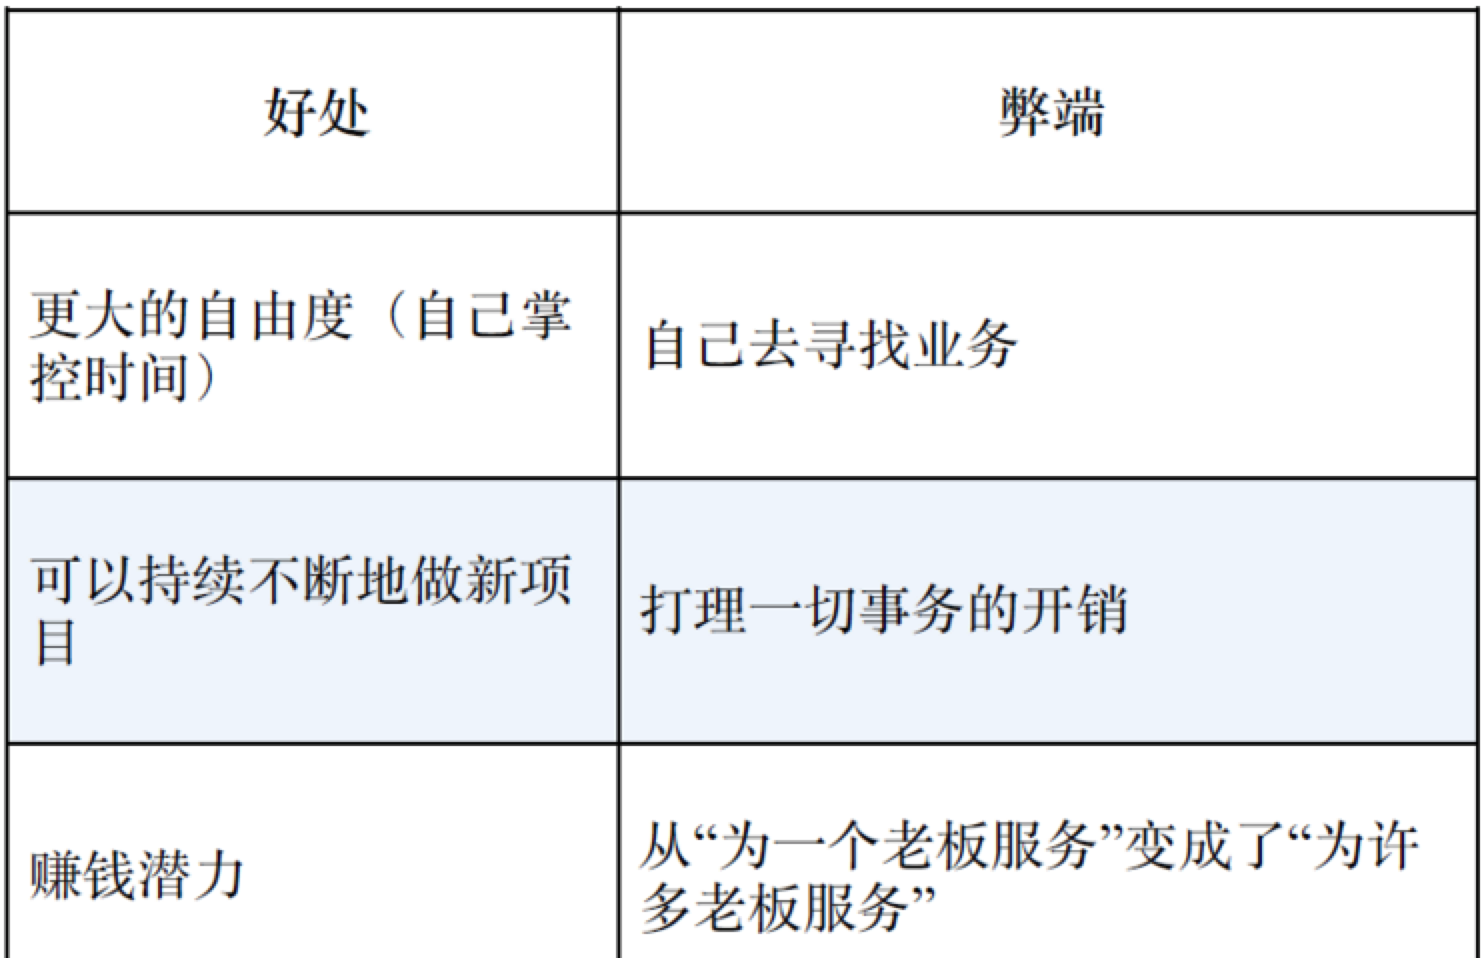 好处
弊端
更大的自由度（自己掌
控时间）
自己去寻找业务
可以持续不断地做新项
目
打理一切事务的开销
赚钱潜力
从“为一个老板服务”变成了“为许
多老板服务”